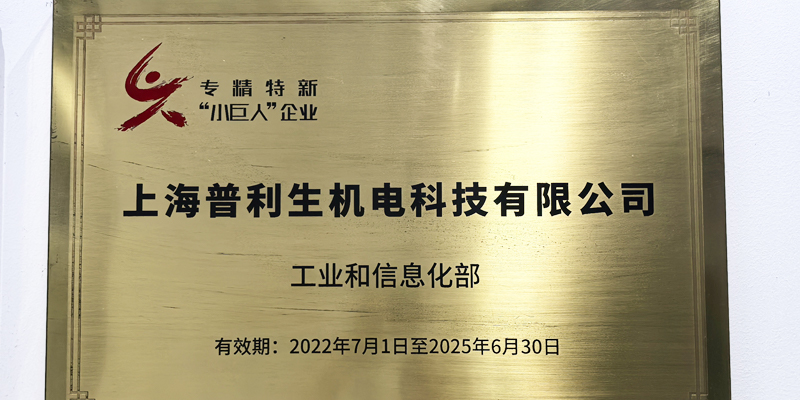 专精特新
“小巨人”企业
上海普利生机电科技有限公司
工业和信息化部
有效期：2022年7月1日至2025年6月30日